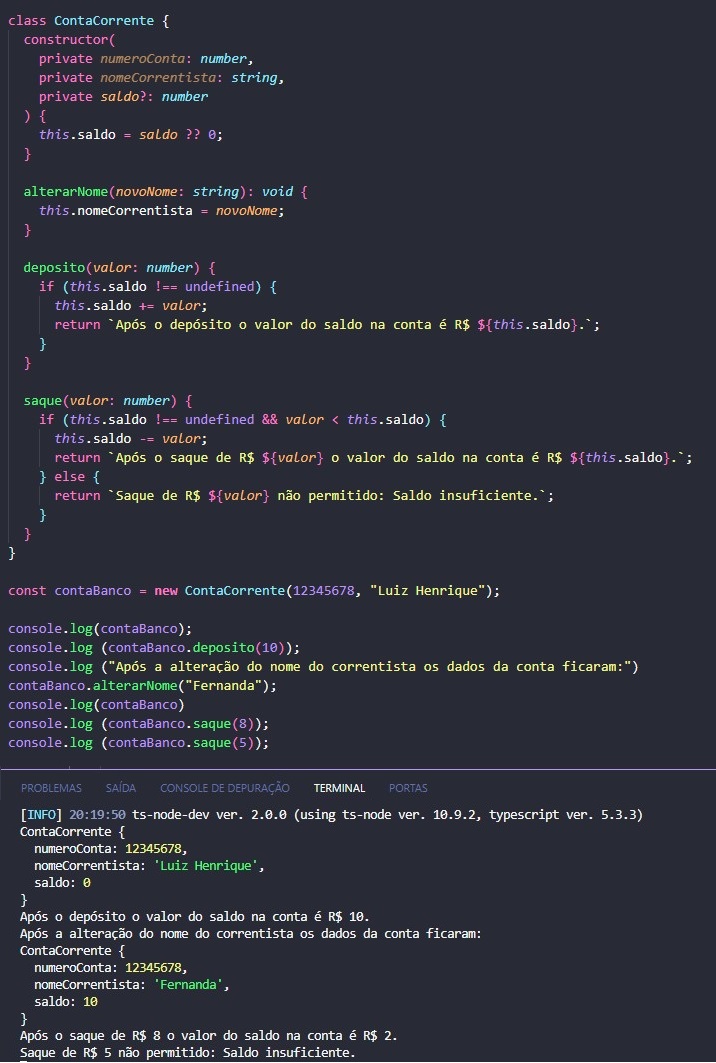 class ContaCorrente {
  constructor(
    private numeroConta: number,
    private nomeCorrentista: string,
    private saldo?: number
  ) {
    this.saldo = saldo ?? 0;
  }

  alterarNome(novoNome: string): void {
    this.nomeCorrentista = novoNome;
  }

  deposito(valor: number) {
    if (this.saldo !== undefined) {
      this.saldo += valor;
      return `Após o depósito o valor do saldo na conta é R$ ${this.saldo}.`;
    }
  }

  saque(valor: number) {
    if (this.saldo !== undefined && valor < this.saldo) {
      this.saldo -= valor;
      return `Após o saque de R$ ${valor} o valor do saldo na conta é R$ ${this.saldo}.`;
    } else {
      return `Saque de R$ ${valor} não permitido: Saldo insuficiente.`;
    }
  }
}

const contaBanco = new ContaCorrente(12345678, "Luiz Henrique");

console.log(contaBanco);
console.log (contaBanco.deposito(10));
console.log ("Após a alteração do nome do correntista os dados da conta ficaram:")
contaBanco.alterarNome("Fernanda");
console.log(contaBanco)
console.log (contaBanco.saque(8));
console.log (contaBanco.saque(5));

PROBLEMAS SAÍDA CONSOLE DE DEPURAÇÃO TERMINAL PORTAS
[INFO] 20:19:50 ts-node-dev ver. 2.0.0 (using ts-node ver. 10.9.2, typescript ver. 5.3.3)
ContaCorrente {
  numeroConta: 12345678,
  nomeCorrentista: 'Luiz Henrique',
  saldo: 0
}
Após o depósito o valor do saldo na conta é R$ 10.
Após a alteração do nome do correntista os dados da conta ficaram:
ContaCorrente {
  numeroConta: 12345678,
  nomeCorrentista: 'Fernanda',
  saldo: 10
}
Após o saque de R$ 8 o valor do saldo na conta é R$ 2.
Saque de R$ 5 não permitido: Saldo insuficiente.